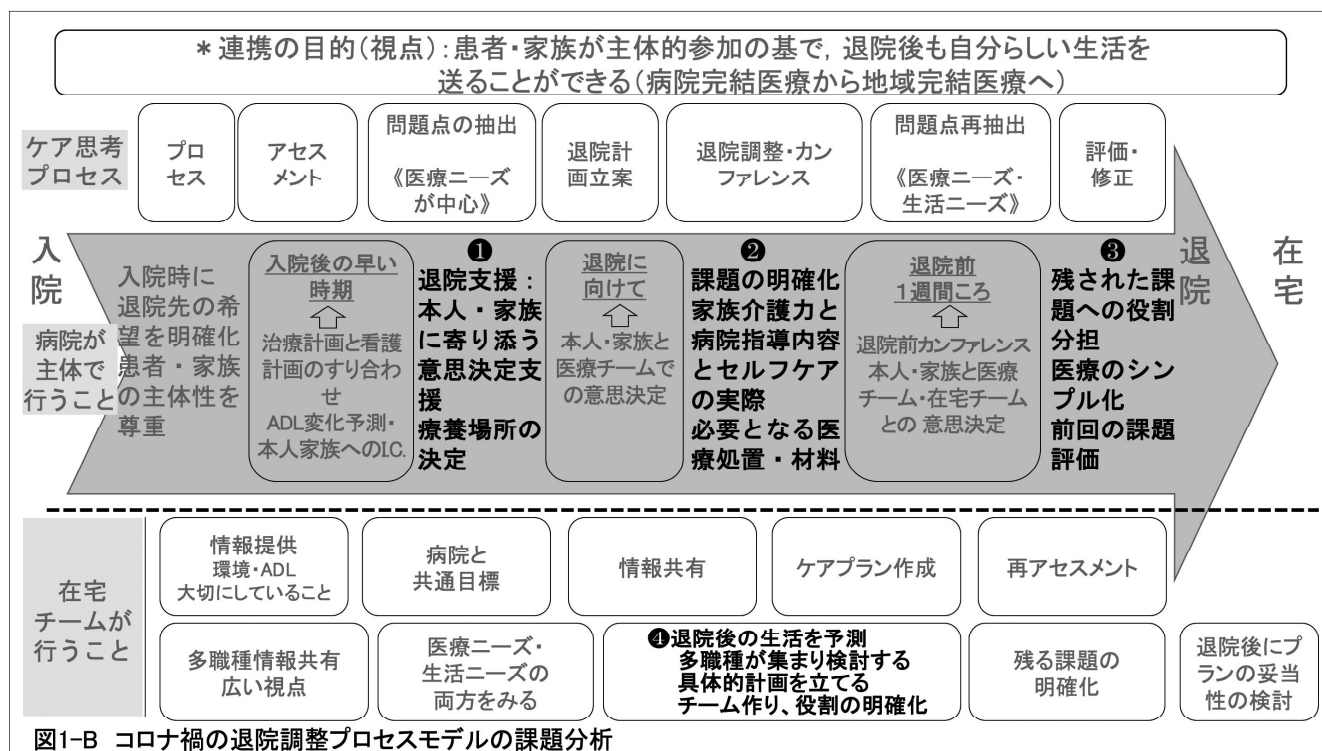 ＊連携の目的（視点）：患者・家族が主体的参加の基で，退院後も自分らしい生活を
送ることができる（病院完結医療から地域完結医療へ）
ケア思考
プロセス
プロ
セス
アセス
メント
問題点の抽出
《医療ニーズ
が中心》
退院計
画立案
退院調整・カン
ファレンス
問題点再抽出
《医療ニーズ・
生活ニーズ》
評価・
修正
入
院
病院が
主体で
行うこと
入院時に
退院先の希
望を明確化
患者・家族
の主体性を
尊重
入院後の早い
時期
治療計画と看護
計画のすり合わ
せ
ADL変化予測・
本人家族へのI.C.
❶
退院支援：
本人・家族
に寄り添う
意思決定支
援
療養場所の
決定
退院に
向けて
本人・家族と
医療チームで
の意思決定
❷
課題の明確化
家族介護力と
病院指導内容
とセルフケア
の実際
必要となる医
療処置・材料
退院前
1週間ころ
退院前カンファレンス
本人・家族と医療
チーム・在宅チーム
との 意思決定
❸
残された課
題への役割
分担
医療のシン
プル化
前回の課題
評価
退
院
在
宅
在宅
チームが
行うこと
情報提供
環境・ADL
大切にしていること
病院と
共通目標
情報共有
ケアプラン作成
再アセスメント
多職種情報共有
広い視点
医療ニーズ・
生活ニーズの
両方をみる
❹退院後の生活を予測
多職種が集まり検討する
具体的計画を立てる
チーム作り、役割の明確化
残る課題の
明確化
退院後にプ
ランの妥当
性の検討
図1-B コロナ禍の退院調整プロセスモデルの課題分析